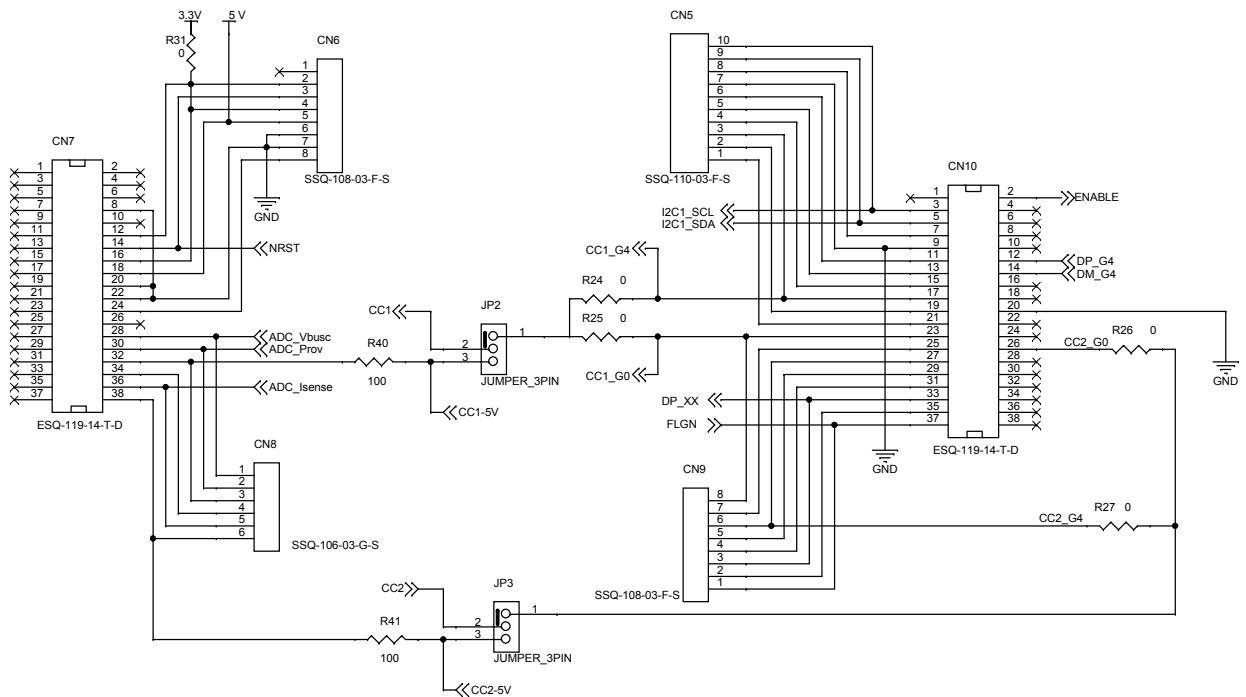 3.3V
5 V
R31
0
CN6
1
2
3
4
5
6
7
8
SSQ-108-03-F-S
GND
CN7
1
3
5
7
9
11
13
15
17
19
21
23
25
27
29
31
33
35
37
2
4
6
8
10
12
14
16
18
20
22
24
26
28
30
32
34
36
38
ESQ-119-14-T-D
NRST
ADC_Vbusc
ADC_Prov
ADC_Isense
CN8
1
2
3
4
5
6
SSQ-106-03-G-S
R40
100
CC1
JP2
1
2
3
JUMPER_3PIN
CC1-5V
CC1_G4
R24 0
R25 0
CC1_G0
CN5
10
9
8
7
6
5
4
3
2
1
SSQ-110-03-F-S
I2C1_SCL
I2C1_SDA
CN10
1
3
5
7
9
11
13
15
17
19
21
23
25
27
29
31
33
35
37
2
4
6
8
10
12
14
16
18
20
22
24
26
28
30
32
34
36
38
ESQ-119-14-T-D
ENABLE
DP_G4
DM_G4
R26 0
CC2_G0
GND
DP_XX
FLGN
GND
CN9
8
7
6
5
4
3
2
1
SSQ-108-03-F-S
R27 0
CC2_G4
CC2
JP3
1
2
3
JUMPER_3PIN
R41
100
CC2-5V